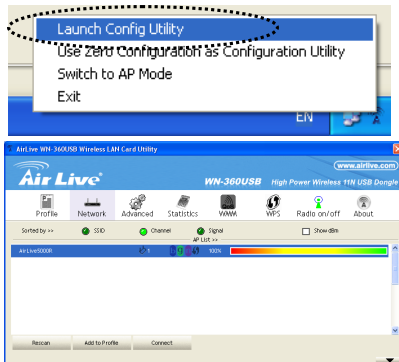 Launch Config Utility
Use Zero Configuration as Configuration Utility
Switch to AP Mode
Exit
EN
AirLive WN-360USB Wireless LAN Card Utility
www.airlive.com
Air Live®
WN-360USB High Power Wireless 11N USB Dongle
Profile Network Advanced Statistics WMM WPS Radio on/off About
Sorted by >> SSID Channel Signal Show dBm
AP List >>
AirLive5000R 1 100%
Rescan Add to Profile Connect